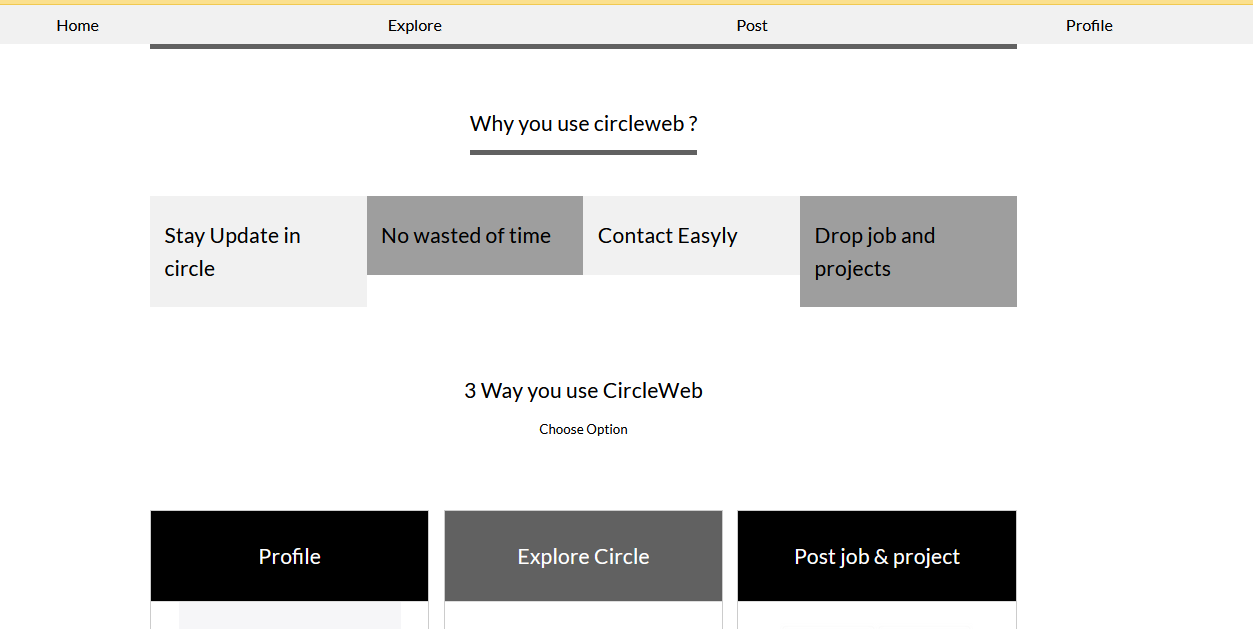 Home Explore Post Profile
Why you use circleweb ?
Stay Update in
circle
No wasted of time
Contact Easyly
Drop job and
projects
3 Way you use CircleWeb
Choose Option
Profile
Explore Circle
Post job & project